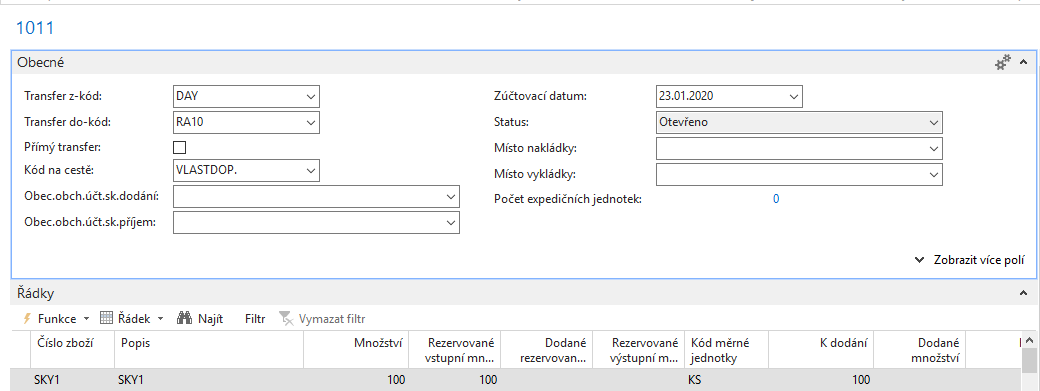 1011
Obecné
Transfer z-kód: DAY
Zúčtovací datum: 23.01.2020
Transfer do-kód: RA10
Status: Otevřeno
Přímý transfer:
Místo nakládky:
Kód na cestě: VLASTDOP.
Místo vykládky:
Obec.obch.účt.sk.dodání:
Počet expedičních jednotek: 0
Obec.obch.účt.sk.příjem:
Zobrazit více polí
Řádky
Funkce Řádek Najít Filtr Vymazat filtr
Číslo zboží Popis Množství Rezervované Dodané Rezervované Kód měrné K dodání Dodané
vstupní mn... rezervovan... výstupní m... jednotky množství
SKY1 SKY1 100 100 KS 100